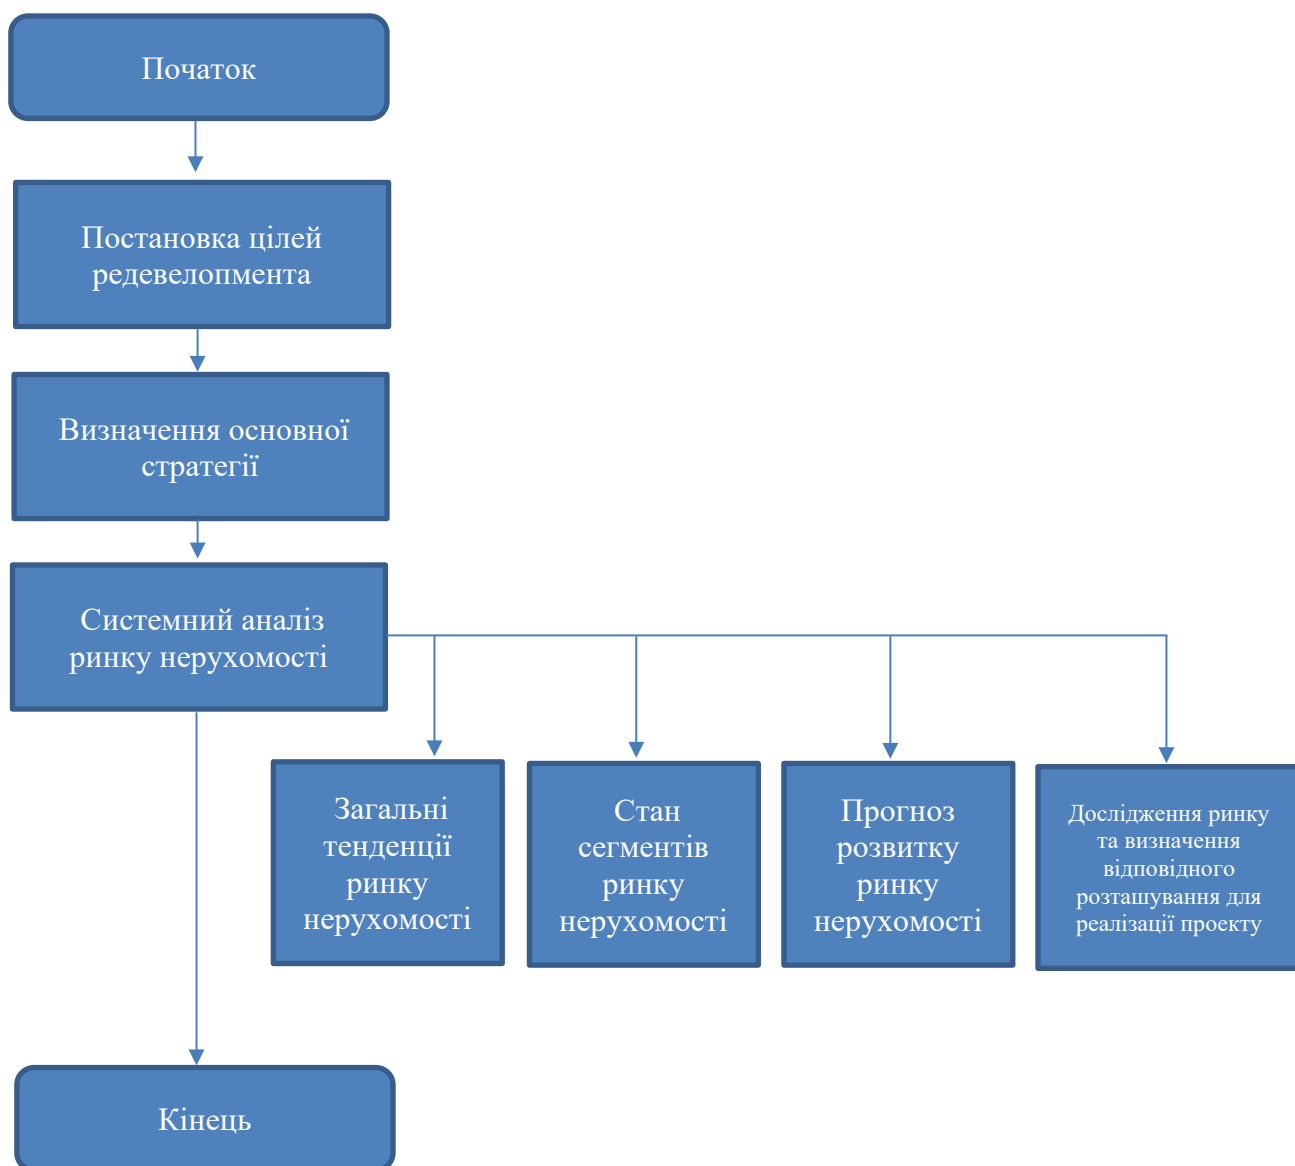 Початок
Постановка цілей
редевелопмента
Визначення основної
стратегії
Системний аналіз
ринку нерухомості
Загальні
тенденції
ринку
нерухомості
Стан
сегментів
ринку
нерухомості
Прогноз
розвитку
ринку
нерухомості
Дослідження ринку
та визначення
відповідного
розташування для
реалізації проекту
Кінець